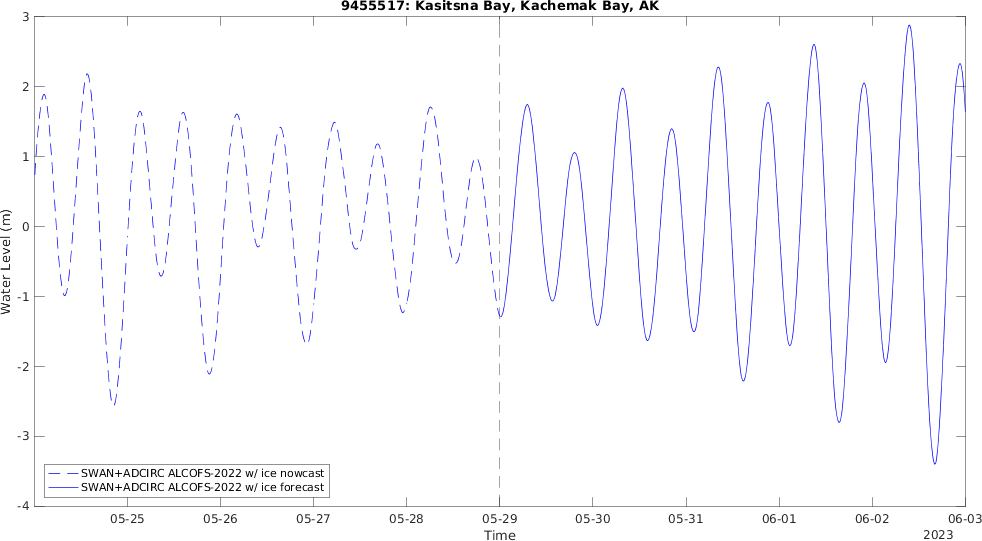 9455517: Kasitsna Bay, Kachemak Bay, AK
3
2
1
0
-1
-2
-3
-4
Water Level (m)
SWAN+ADCIRC ALCOFS-2022 w/ ice nowcast
SWAN+ADCIRC ALCOFS-2022 w/ ice forecast
05-25 05-26 05-27 05-28 05-29 05-30 05-31 06-01 06-02 06-03
Time
2023